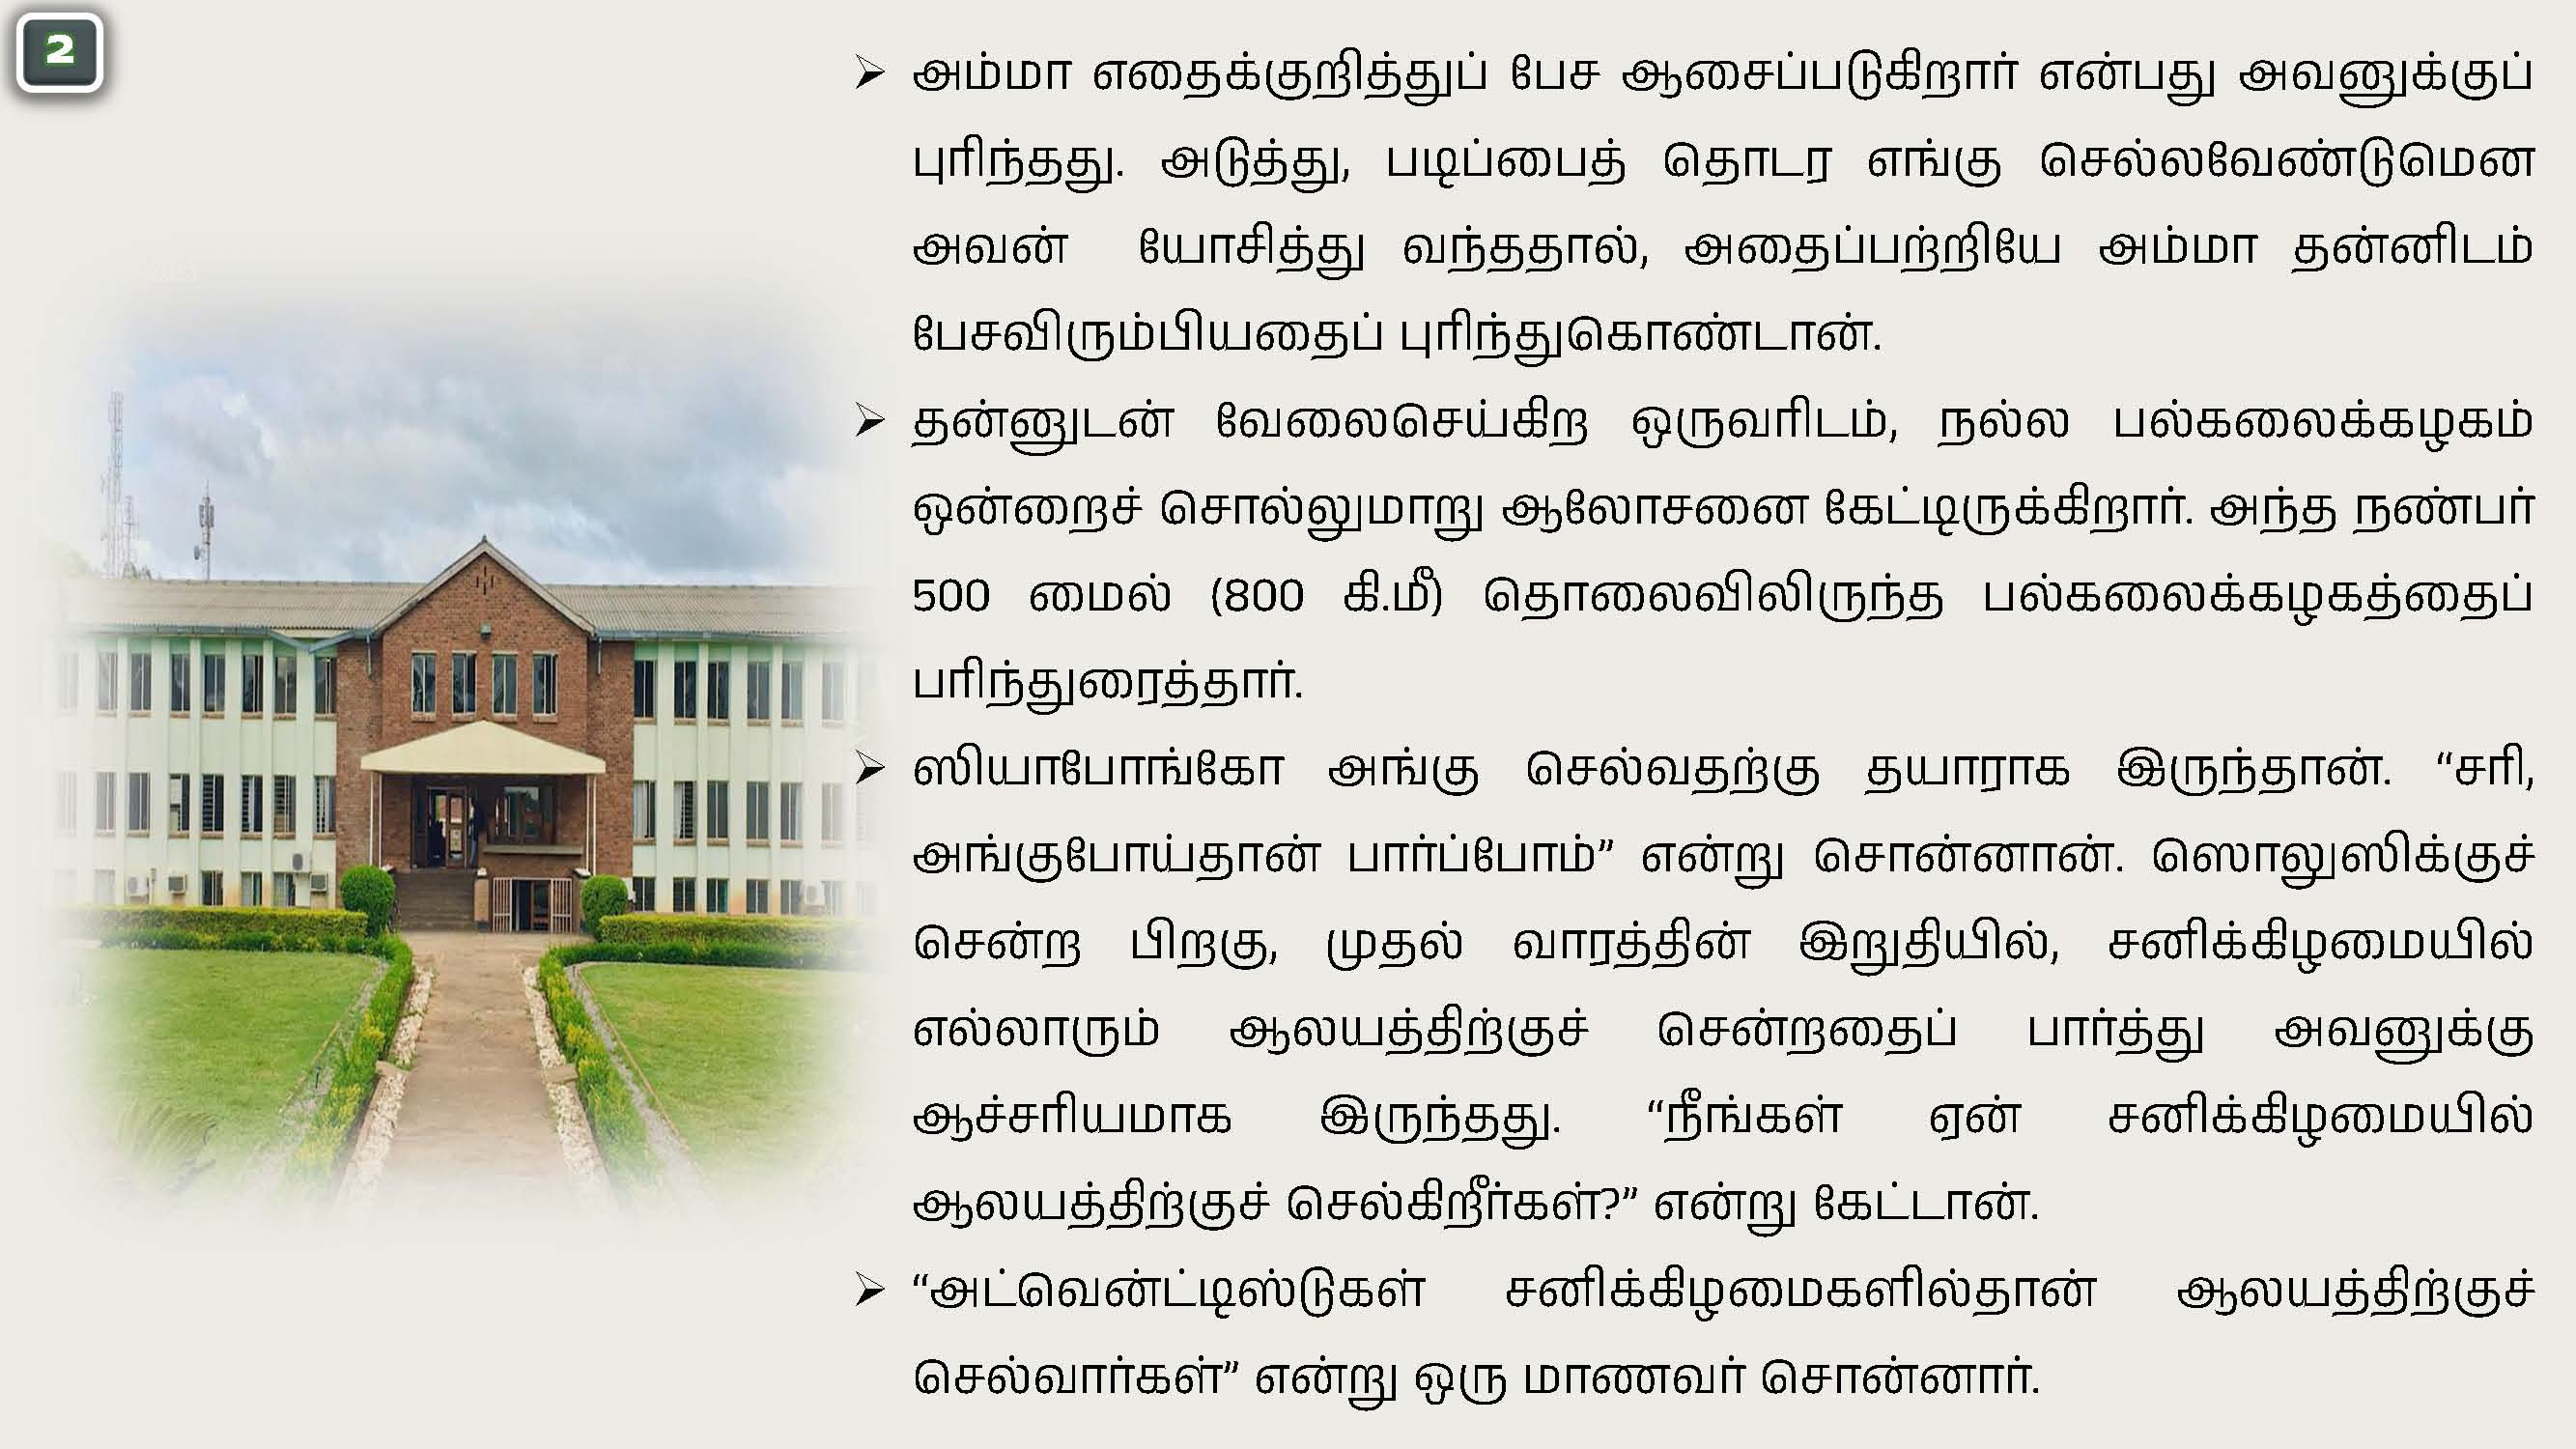 2
➢ அம்மா எதைக்குறித்துப் பேச ஆசைப்படுகிறார் என்பது அவனுக்குப்
புரிந்தது. அடுத்து, படிப்பைத் தொடர எங்கு செல்லவேண்டுமென
அவன் யோசித்து வந்ததால், அதைப்பற்றியே அம்மா தன்னிடம்
பேசவிரும்பியதைப் புரிந்துகொண்டான்.
➢ தன்னுடன் வேலைசெய்கிற ஒருவரிடம், நல்ல பல்கலைக்கழகம்
ஒன்றைச் சொல்லுமாறு ஆலோசனை கேட்டிருக்கிறார். அந்த நண்பர்
500 மைல் (800 கி.மீ) தொலைவிலிருந்த பல்கலைக்கழகத்தைப்
பரிந்துரைத்தார்.
➢ ஸியாபோங்கோ அங்கு செல்வதற்கு தயாராக இருந்தான். “சரி,
அங்குபோய்தான் பார்ப்போம்” என்று சொன்னான். ஸொலுஸிக்குச்
சென்ற பிறகு, முதல் வாரத்தின் இறுதியில், சனிக்கிழமையில்
எல்லாரும் ஆலயத்திற்குச் சென்றதைப் பார்த்து அவனுக்கு
ஆச்சரியமாக இருந்தது. “நீங்கள் ஏன் சனிக்கிழமையில்
ஆலயத்திற்குச் செல்கிறீர்கள்?” என்று கேட்டான்.
➢ “அட்வென்ட்டிஸ்டுகள் சனிக்கிழமைகளில்தான் ஆலயத்திற்குச்
செல்வார்கள்” என்று ஒரு மாணவர் சொன்னார்.